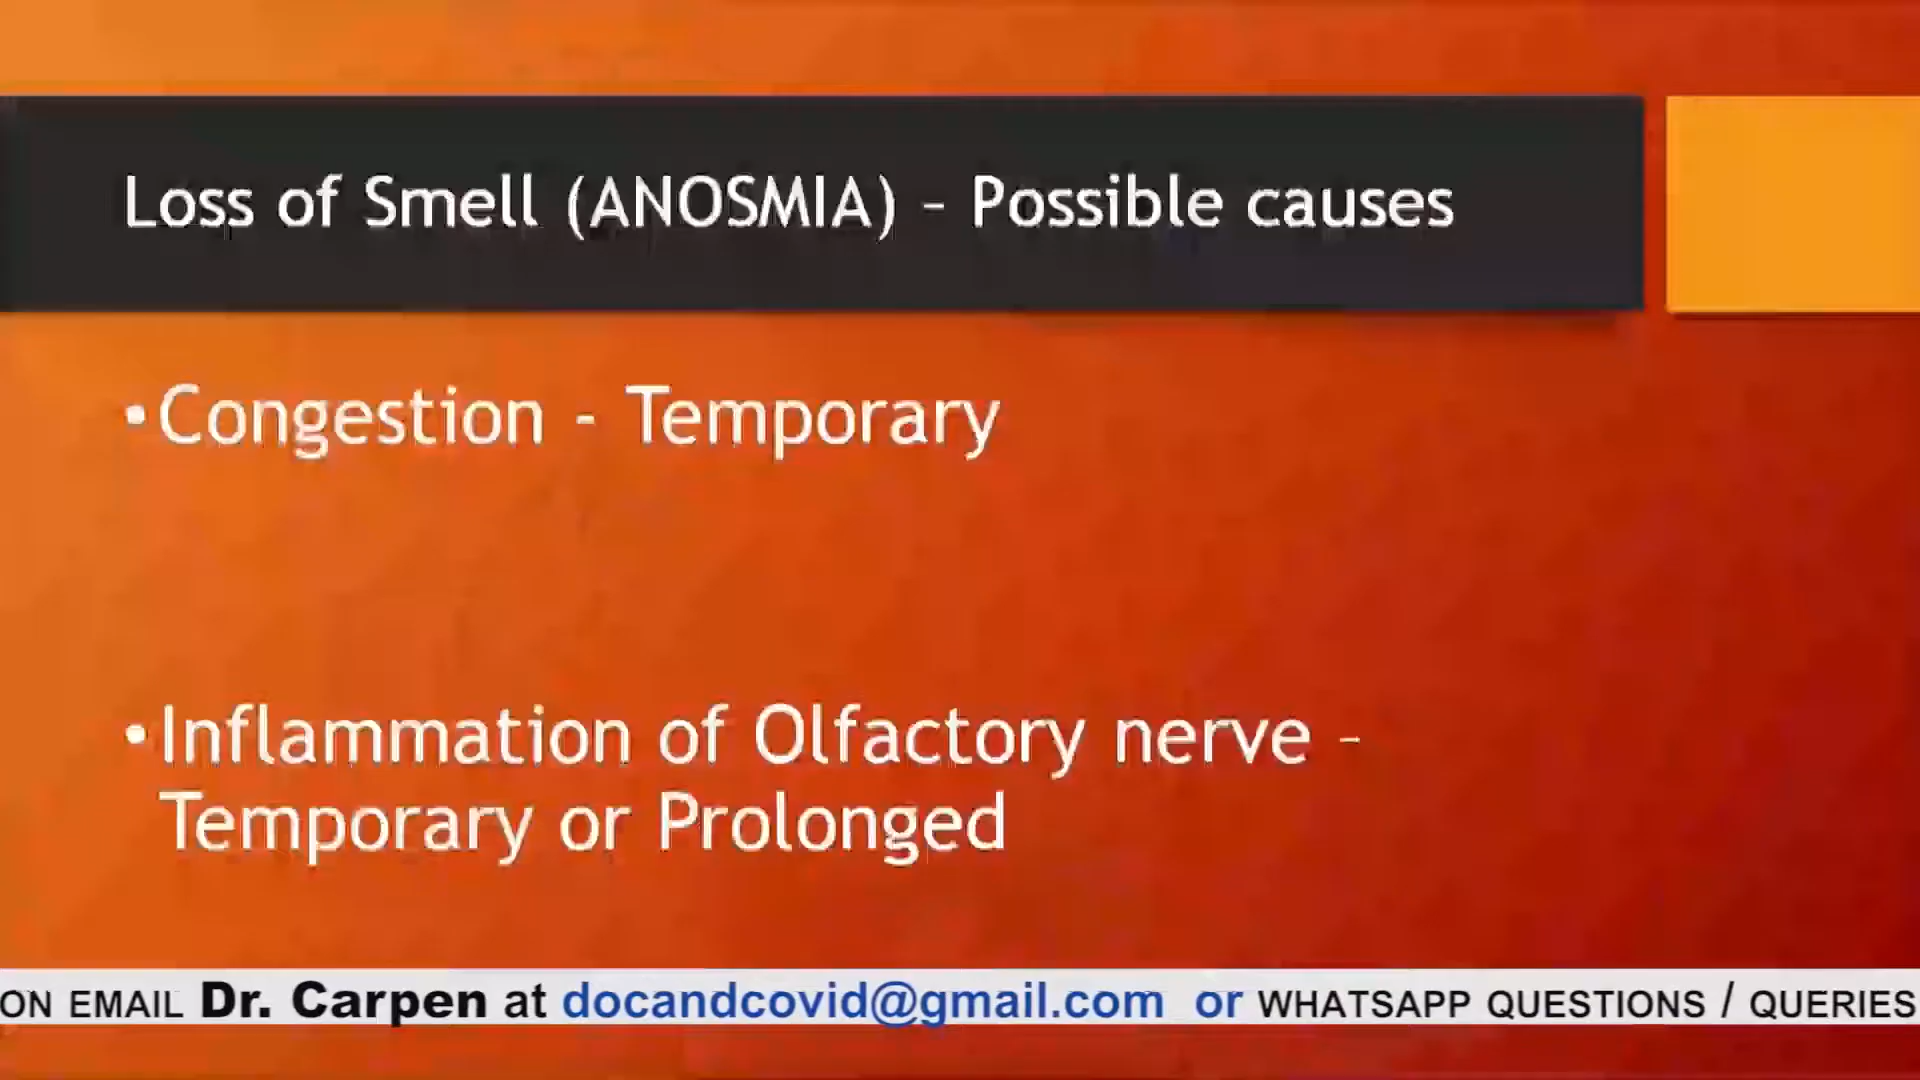 Loss of Smell (ANOSMIA) – Possible causes
•Congestion - Temporary
•Inflammation of Olfactory nerve –
Temporary or Prolonged
ON EMAIL Dr. Carpen at docandcovid@gmail.com or WHATSAPP QUESTIONS / QUERIES